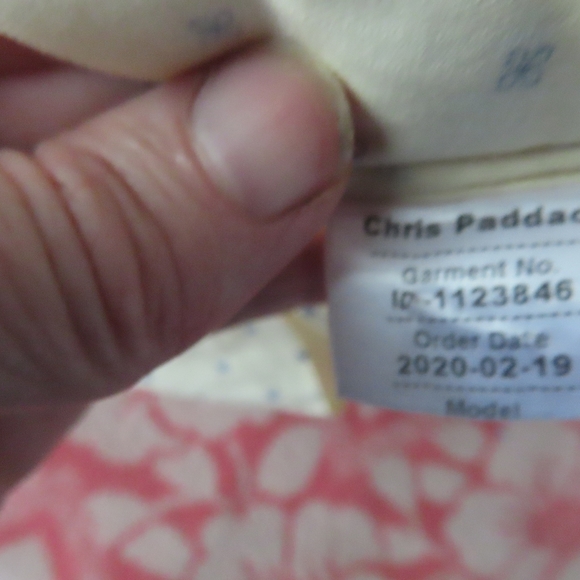 Chris Paddac
Garment No.
ID-1123846
Order Date
2020-02-19
Model